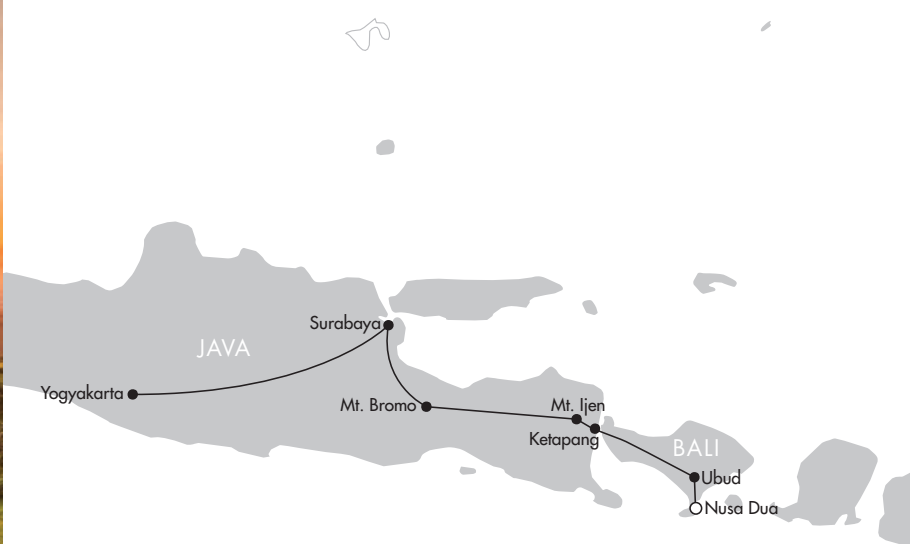 Surabaya
JAVA
Yogyakarta
Mt. Bromo
Mt. Ijen
Ketapang
BALI
Ubud
Nusa Dua